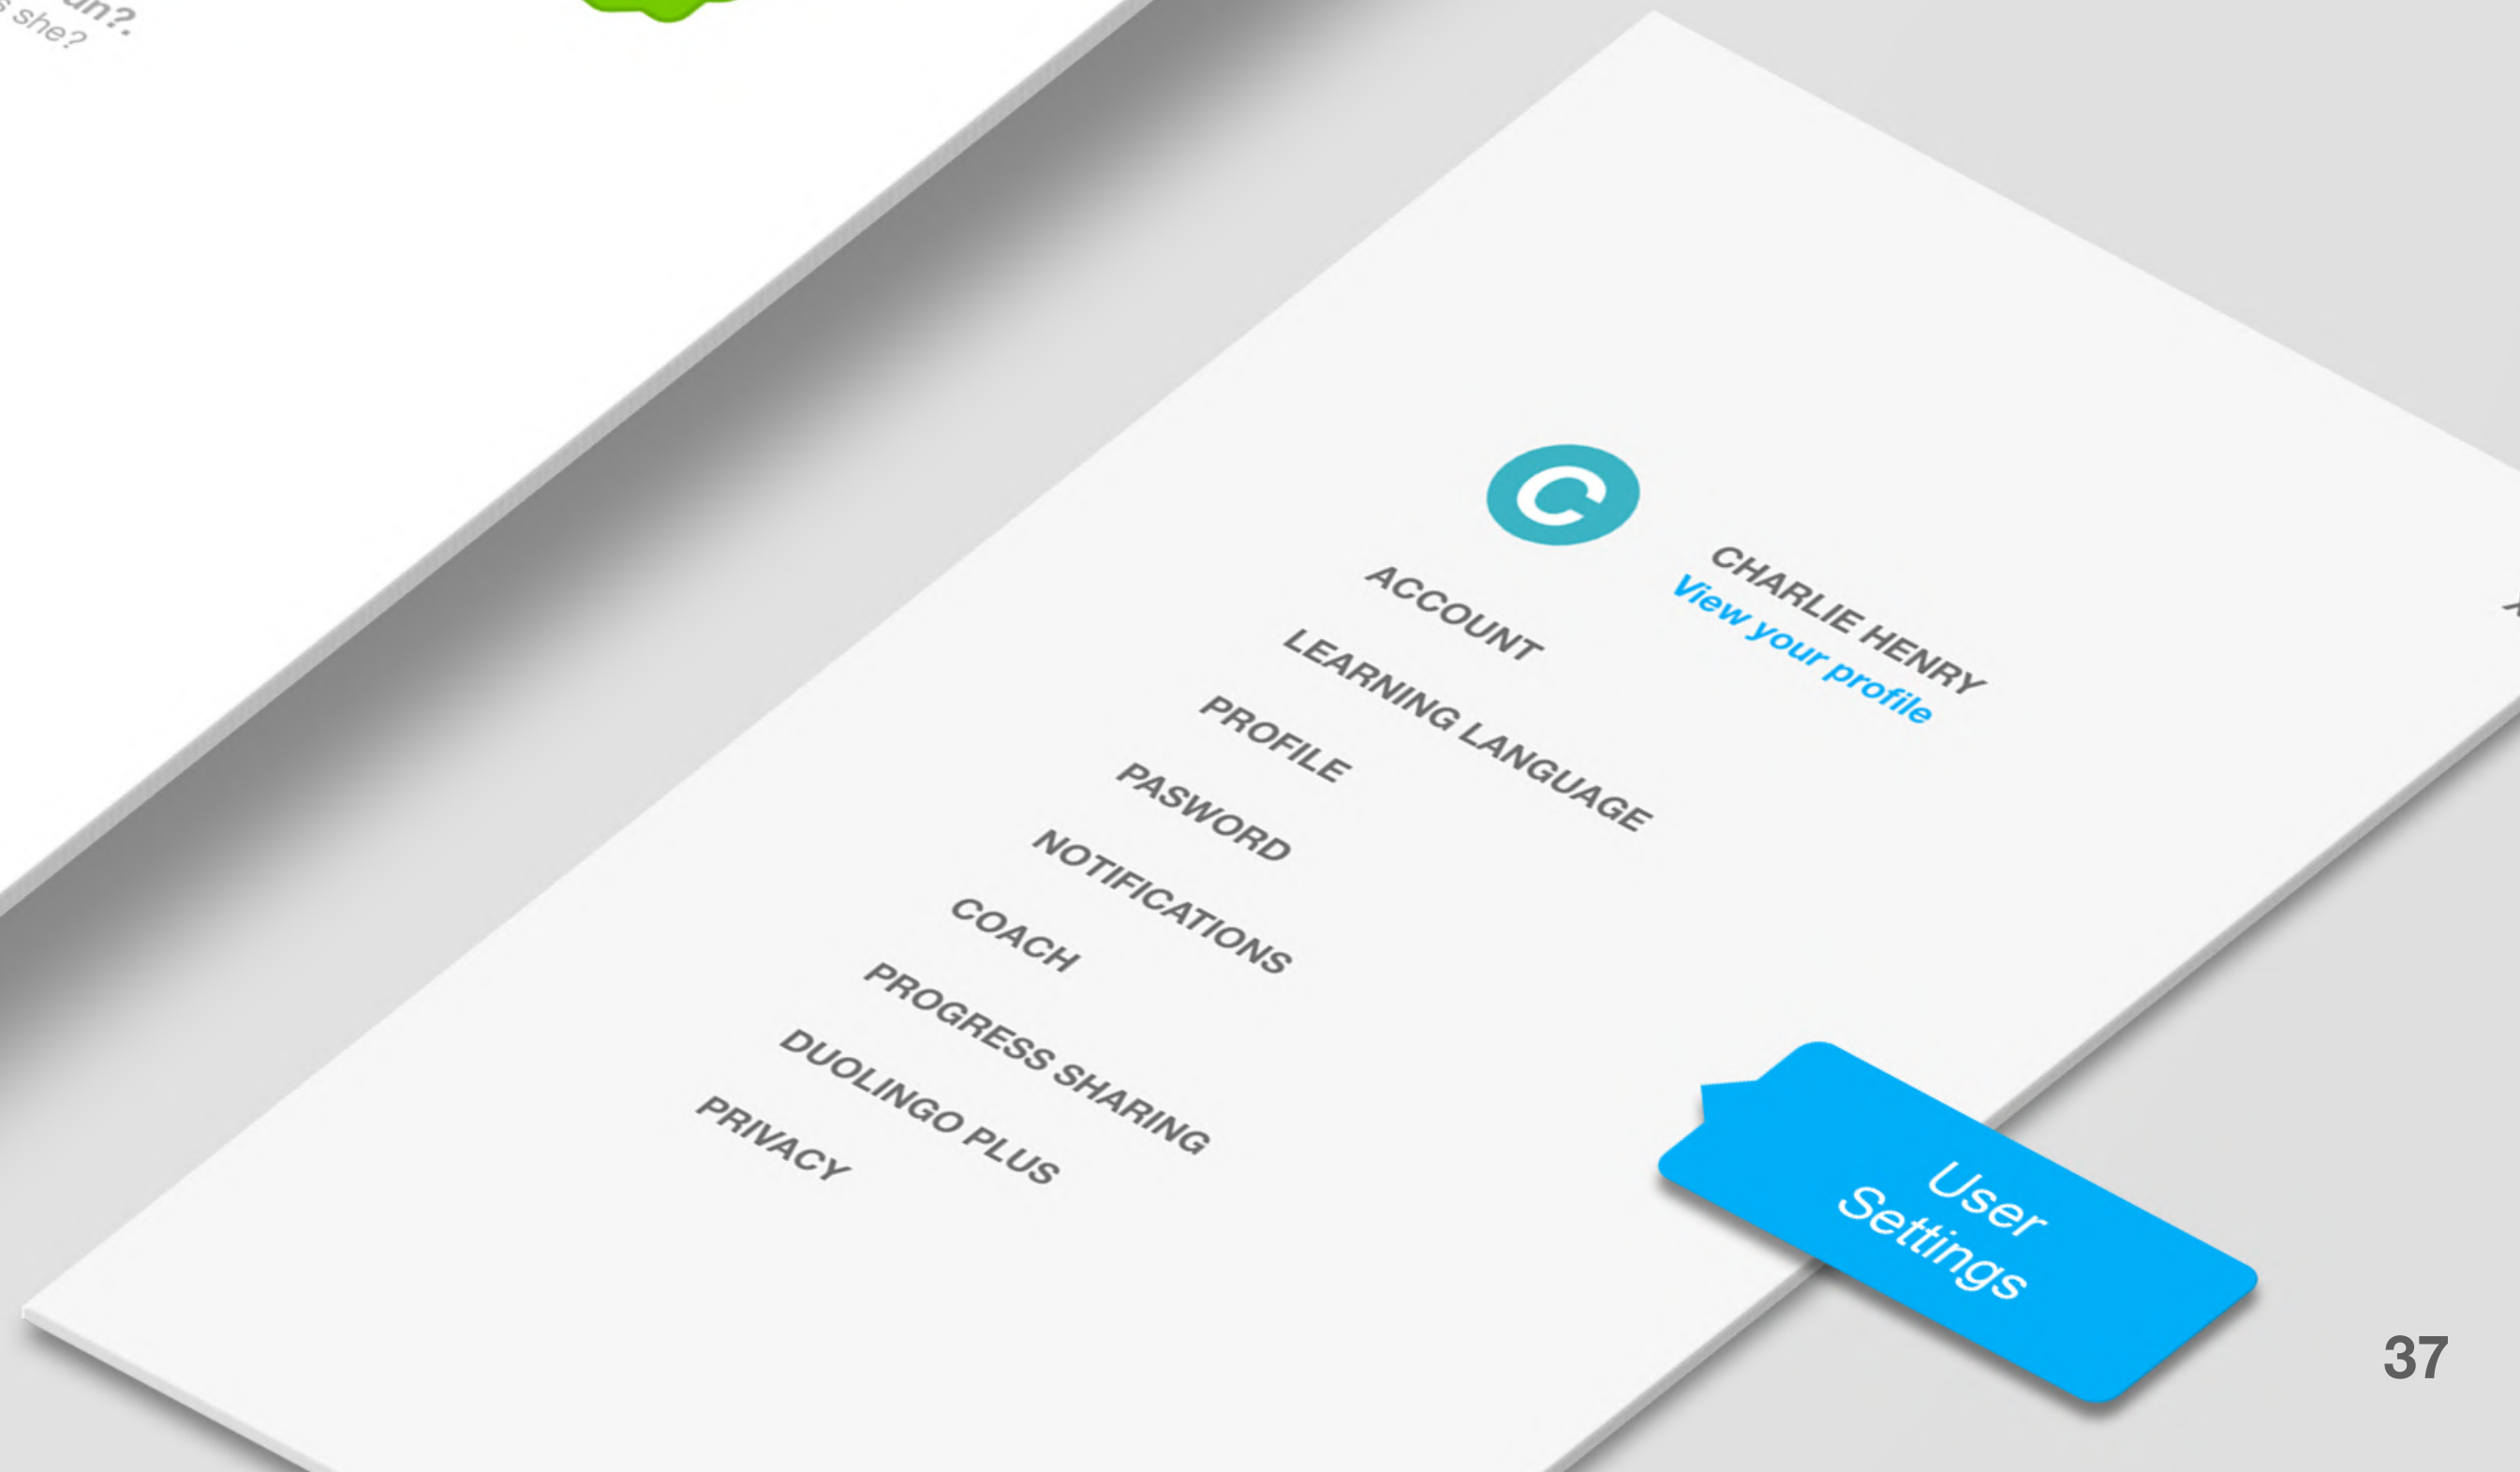 she?
C
CHARLIE HENRY
View your profile
ACCOUNT
LEARNING LANGUAGE
PROFILE
PASWORD
NOTIFICATIONS
COACH
PROGRESS SHARING
DUOLINGO PLUS
PRIVACY
User
Settings
37